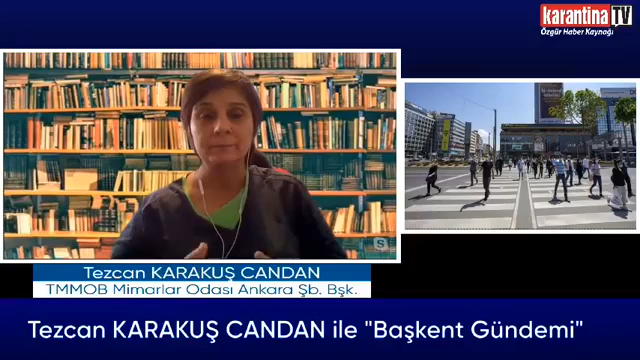 karantina TV
Özgür Haber Kaynağı
Tezcan KARAKUŞ CANDAN
TMMOB Mimarlar Odası Ankara Şb. Bşk.
Tezcan KARAKUŞ CANDAN ile "Başkent Gündemi"